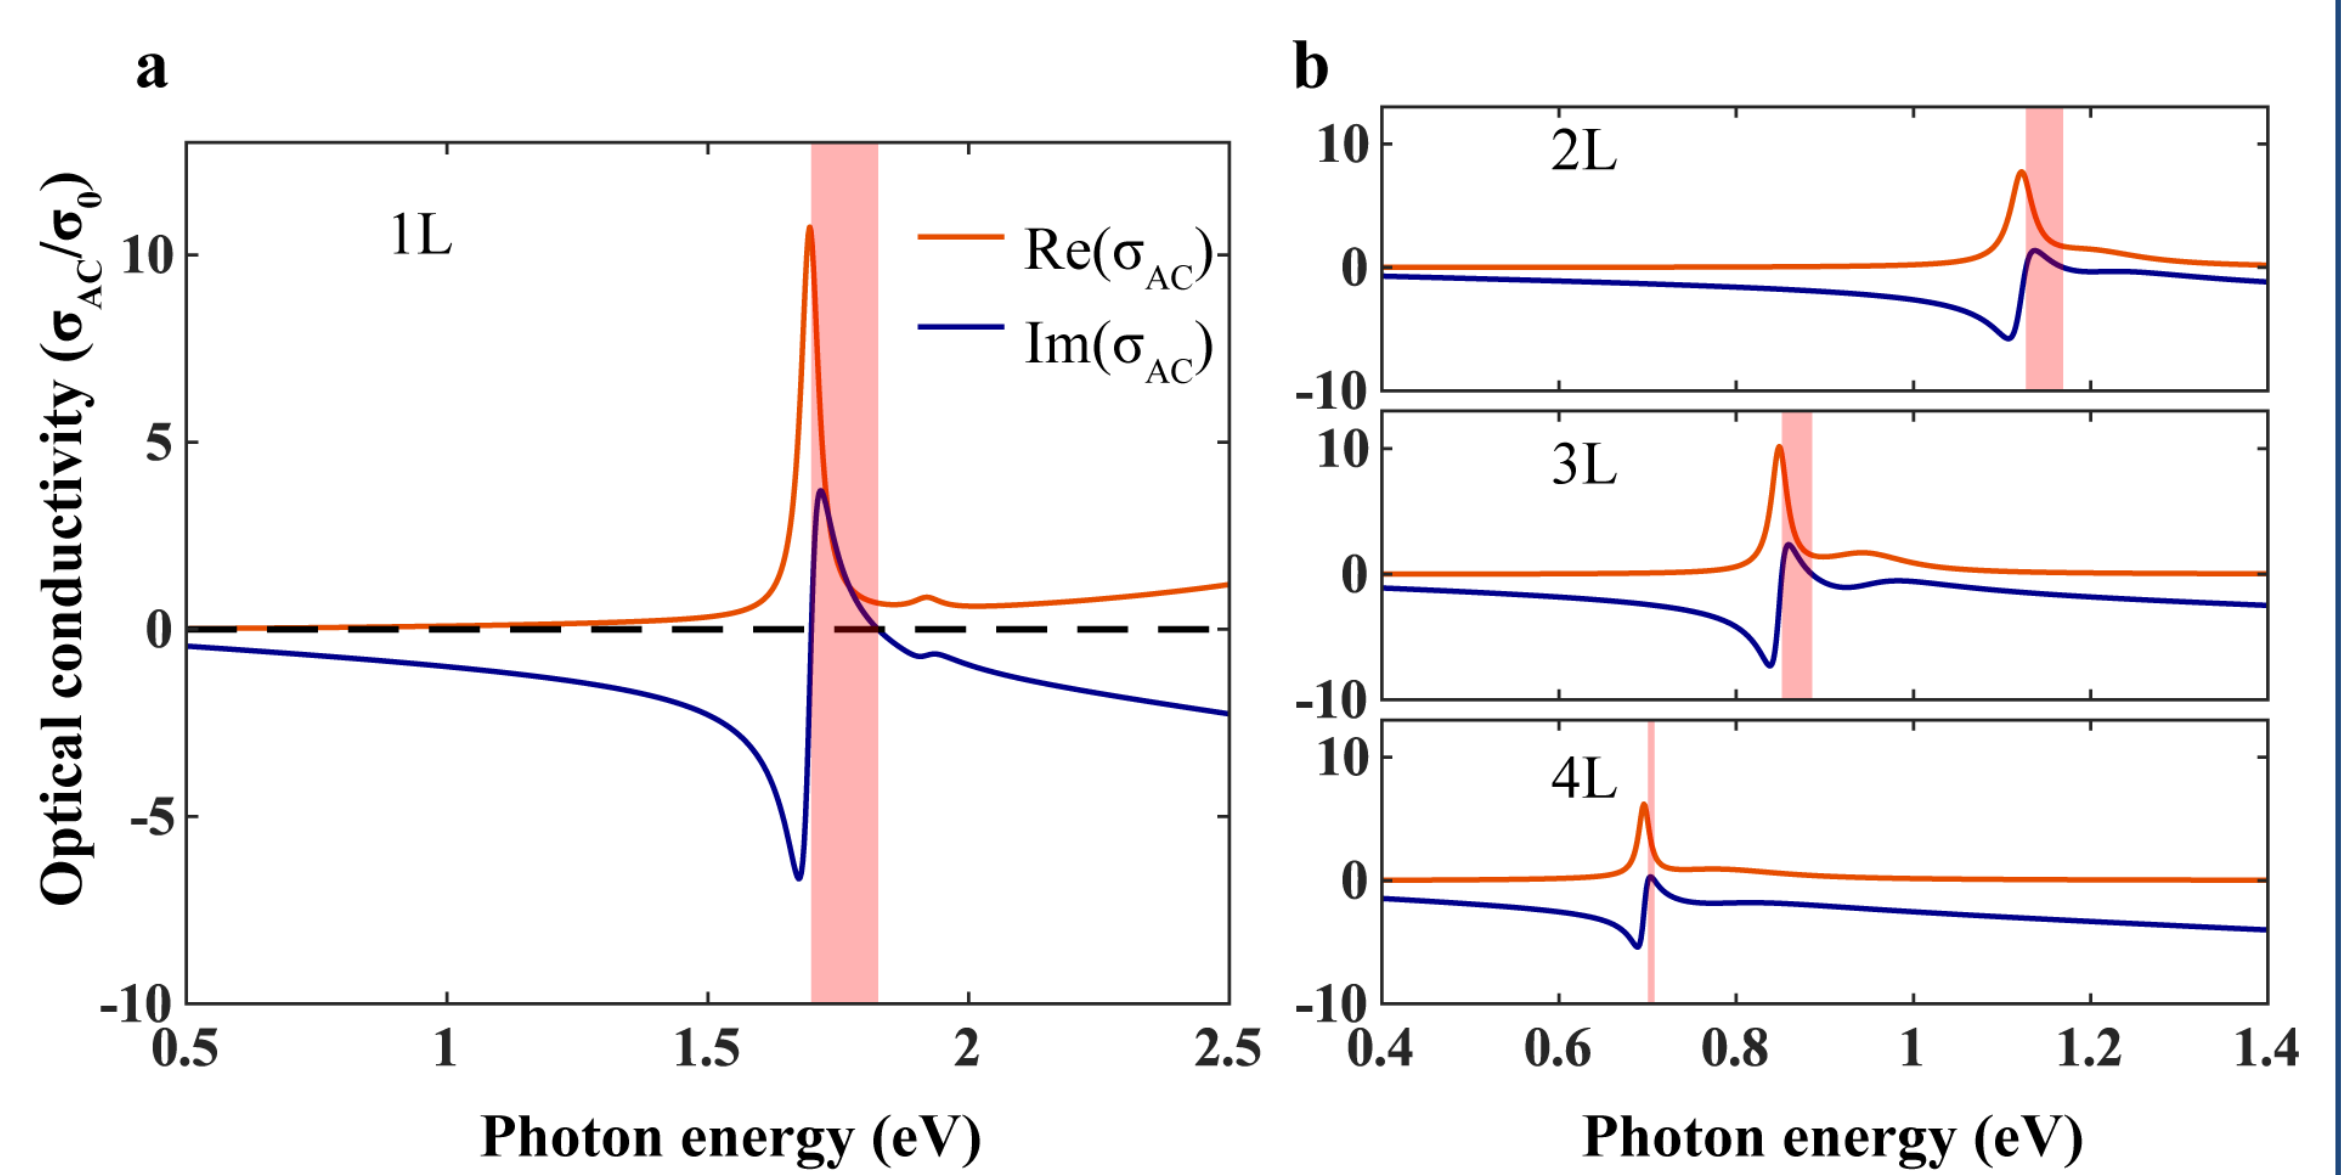 a
Optical conductivity (σAC/σ0)
1L
Re(σAC)
Im(σAC)
10
5
0
-5
-10
0.5 1 1.5 2 2.5
Photon energy (eV)
b
2L
10
0
-10
3L
10
0
-10
4L
10
0
-10
0.4 0.6 0.8 1 1.2 1.4
Photon energy (eV)